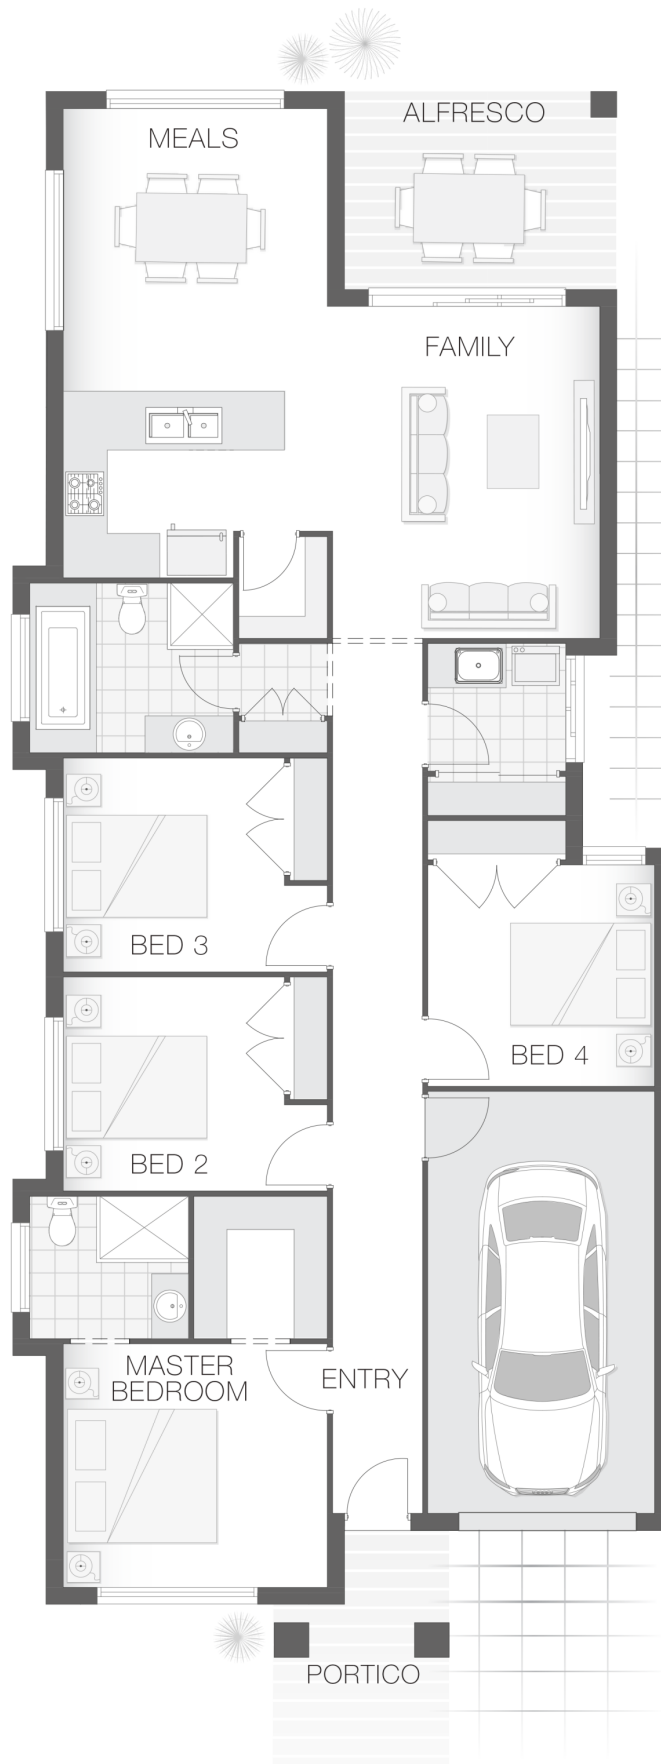 ALFRESCO
MEALS
FAMILY
BED 3
BED 4
BED 2
MASTER
BEDROOM
ENTRY
PORTICO